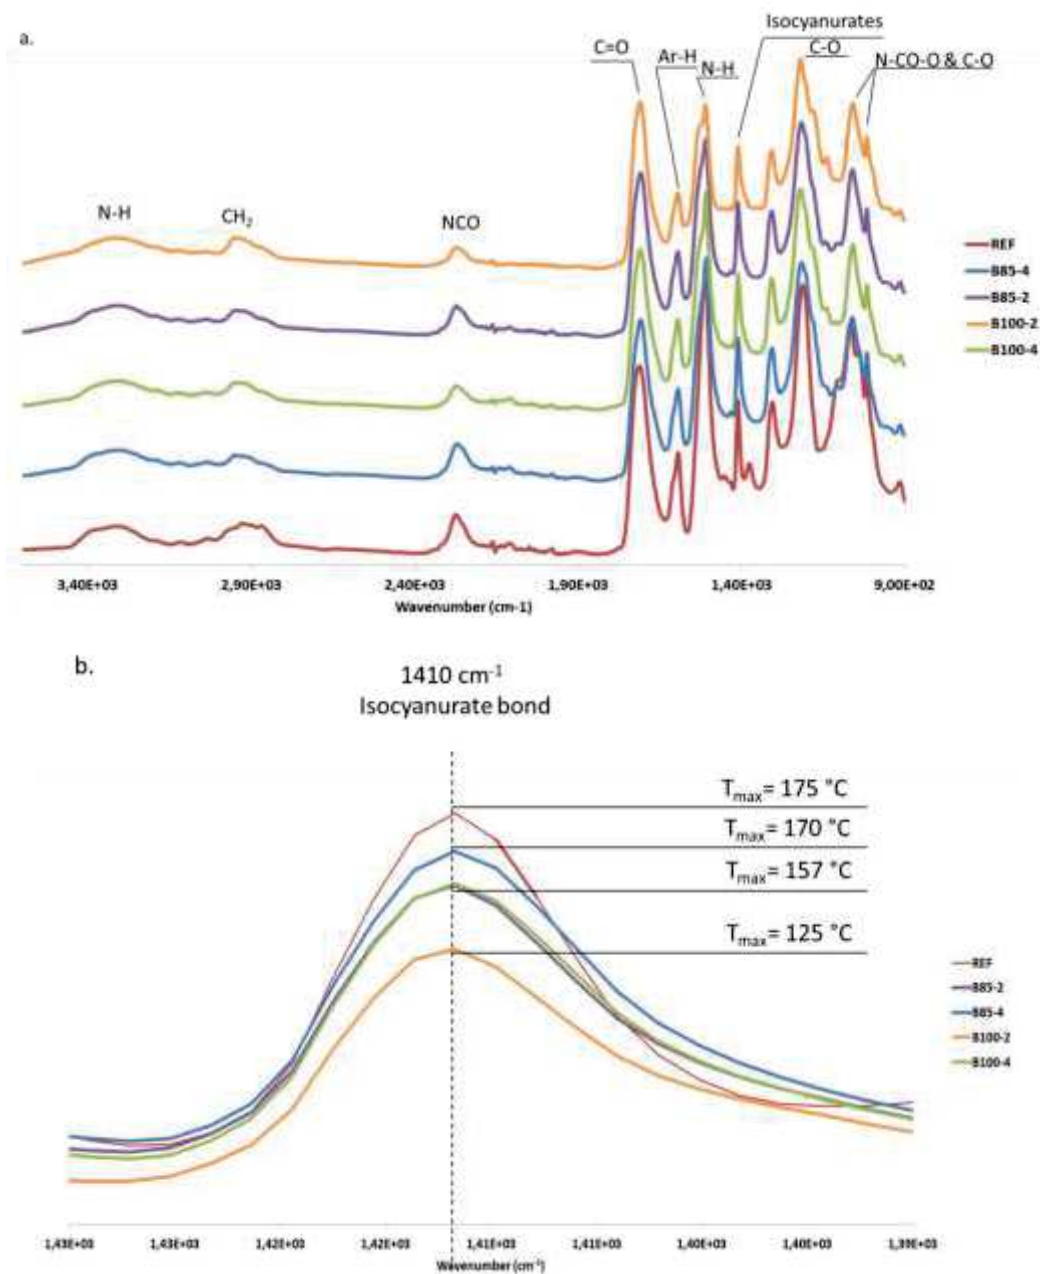 a.
Isocyanurates
C=O
C-O
Ar-H
N-H
N-CO-O & C-O
N-H
CH₂
NCO
REF
B85-4
B85-2
B100-2
B100-4
3,40E+03 2,90E+03 2,40E+03 1,90E+03 1,40E+03 9,00E+02
Wavenumber (cm-1)
b.
1410 cm⁻¹
Isocyanurate bond
Tmax= 175 °C
Tmax= 170 °C
Tmax= 157 °C
Tmax= 125 °C
REF
B85-2
B85-4
B100-2
B100-4
1,43E+03 1,43E+03 1,42E+03 1,42E+03 1,41E+03 1,41E+03 1,40E+03 1,40E+03 1,39E+03
Wavenumber (cm⁻¹)